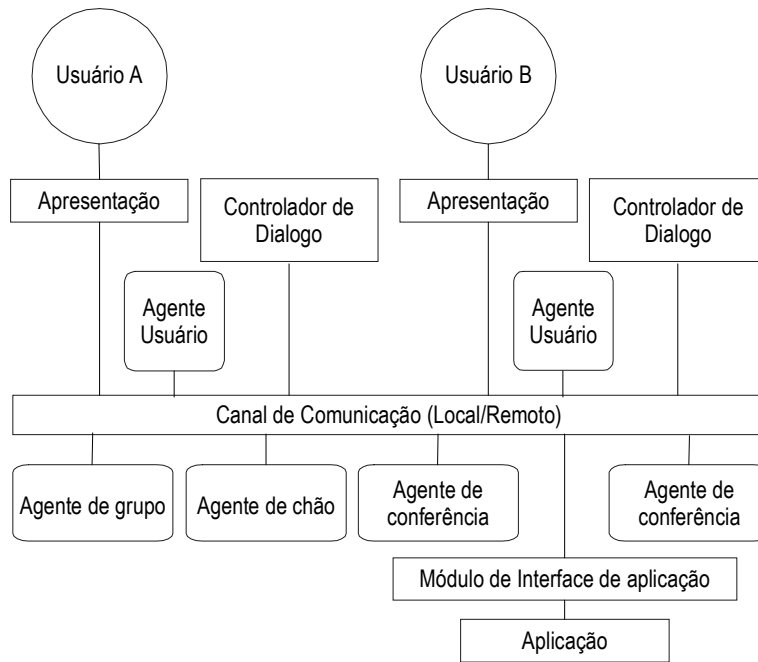 Usuário A
Usuário B
Apresentação
Controlador de
Dialogo
Apresentação
Controlador de
Dialogo
Agente
Usuário
Agente
Usuário
Canal de Comunicação (Local/Remoto)
Agente de grupo
Agente de chão
Agente de
conferência
Agente de
conferência
Módulo de Interface de aplicação
Aplicação